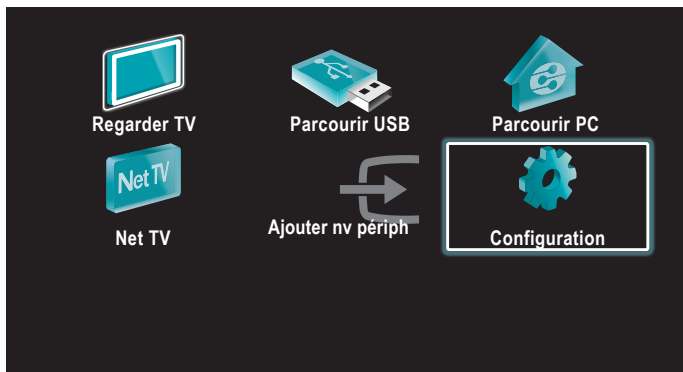 Regarder TV
Parcourir USB
Parcourir PC
Net TV
Net TV
Ajouter nv périph
Configuration